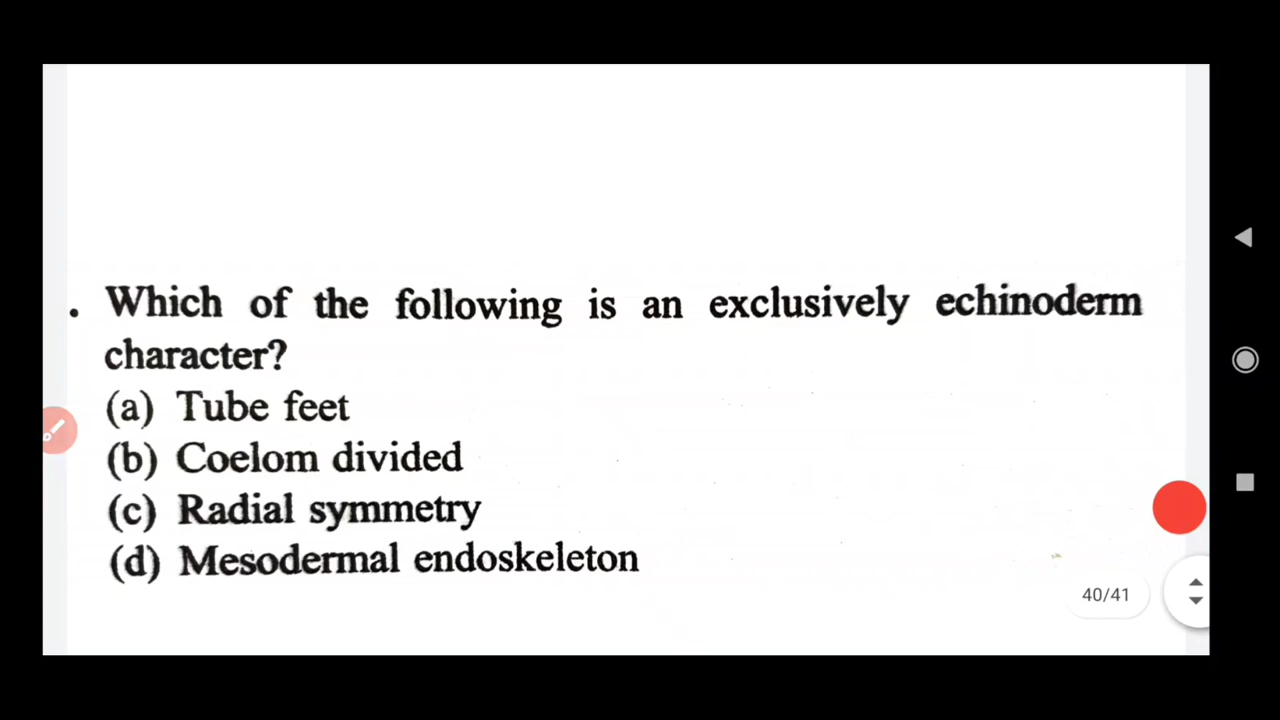 . Which of the following is an exclusively echinoderm
character?
(a) Tube feet
(b) Coelom divided
(c) Radial symmetry
(d) Mesodermal endoskeleton
40/41